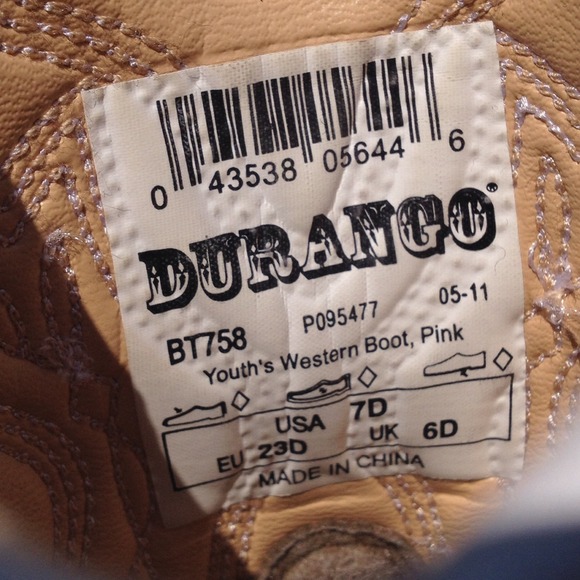 0 43538 05644 6
DURANGO®
P095477 05-11
BT758
Youth's Western Boot, Pink
USA 7D
EU 23D UK 6D
MADE IN CHINA